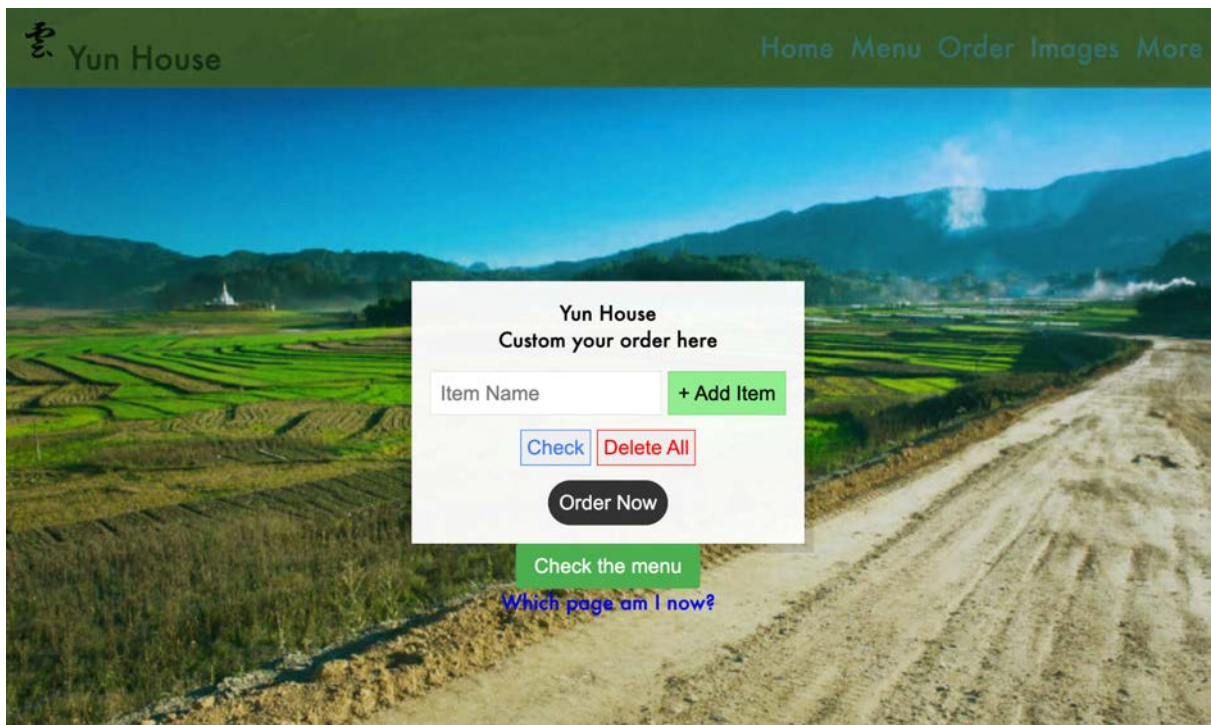 雲 Yun House
Home Menu Order Images More
Yun House
Custom your order here
Item Name
+ Add Item
Check
Delete All
Order Now
Check the menu
Which page am I now?